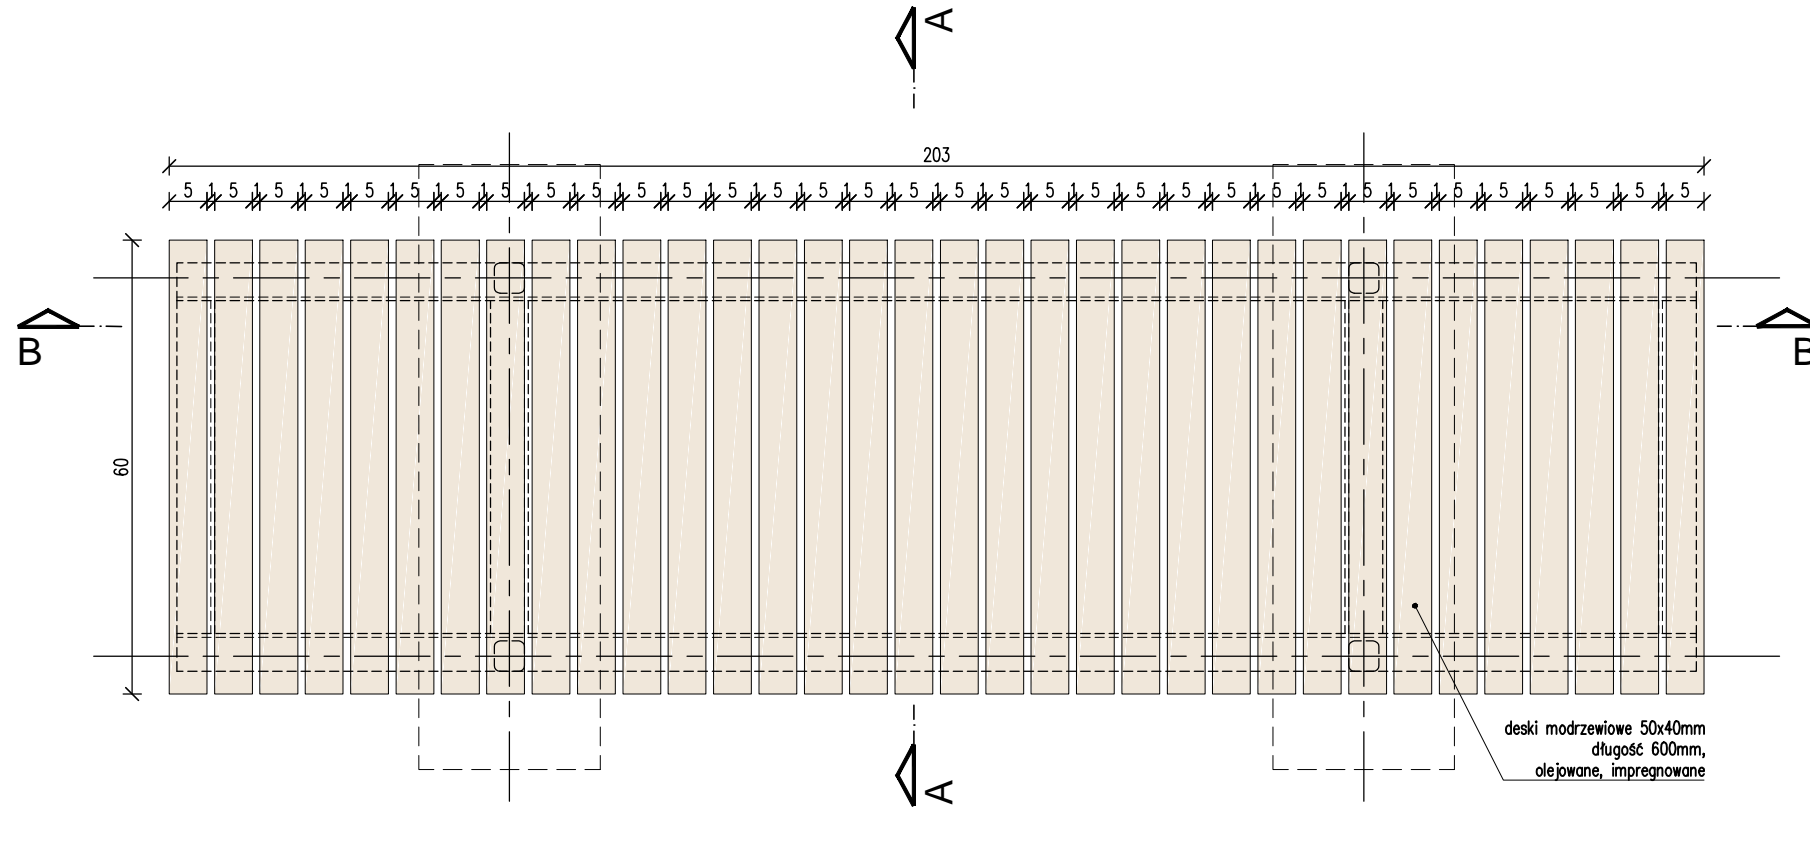 A
203
5 1 5 1 5 1 5 1 5 1 5 1 5 1 5 1 5 1 5 1 5 1 5 1 5 1 5 1 5 1 5 1 5 1 5 1 5 1 5 1 5 1 5 1 5 1 5 1 5 1 5 1 5 1 5 1 5 1 5 1 5 1 5 1 5 1 5
B
B
60
deski modrzewiowe 50x40mm
długość 600mm,
olejowane, impregnowane
A